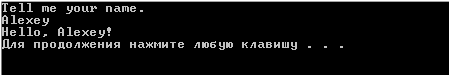 Tell me your name.
Alexey
Hello, Alexey!
Для продолжения нажмите любую клавишу . . .